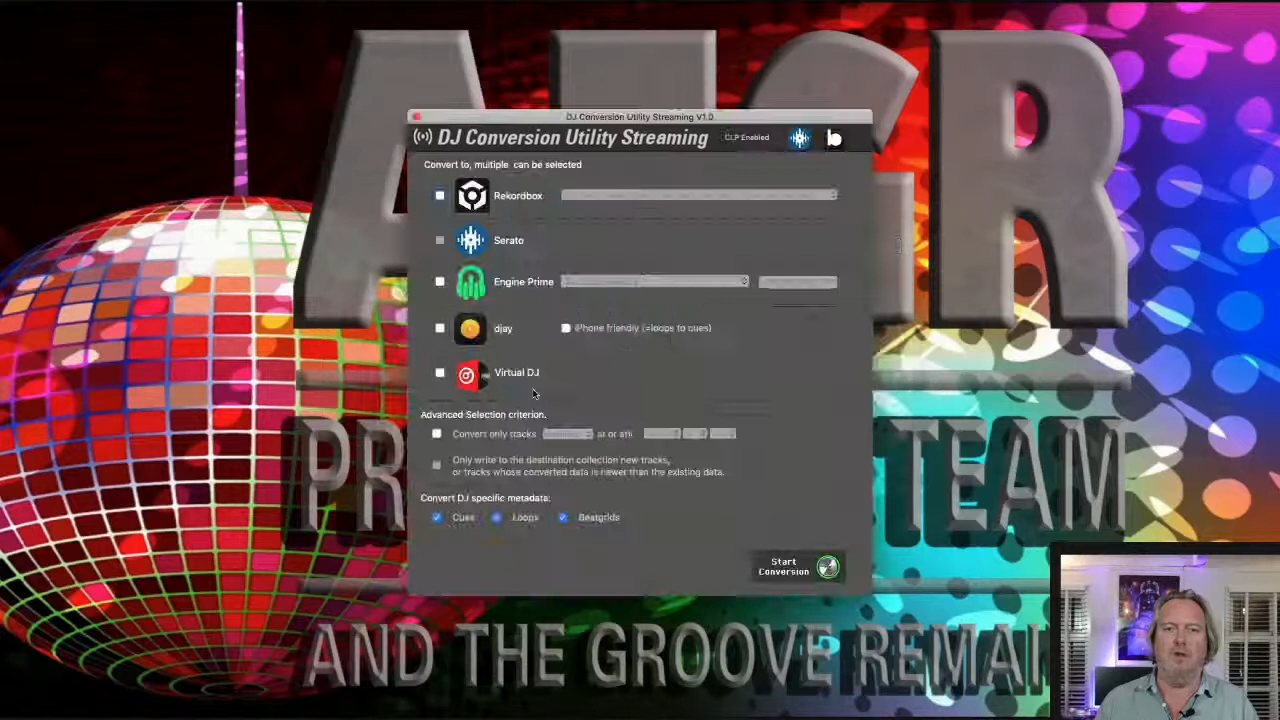 DJ Conversion Utility Streaming V1.0
DJ Conversion Utility Streaming
CLP Enabled
Convert to, multiple can be selected
Rekordbox
Serato
Engine Prime
djay
iPhone friendly (=loops to cues)
Virtual DJ
Advanced Selection criterion.
Convert only tracks
Only write to the destination collection new tracks,
or tracks whose converted data is newer than the existing data.
Convert DJ specific metadata:
Cues
Loops
Beatgrids
Start
Conversion
TEAM
AND THE GROOVE REMAI